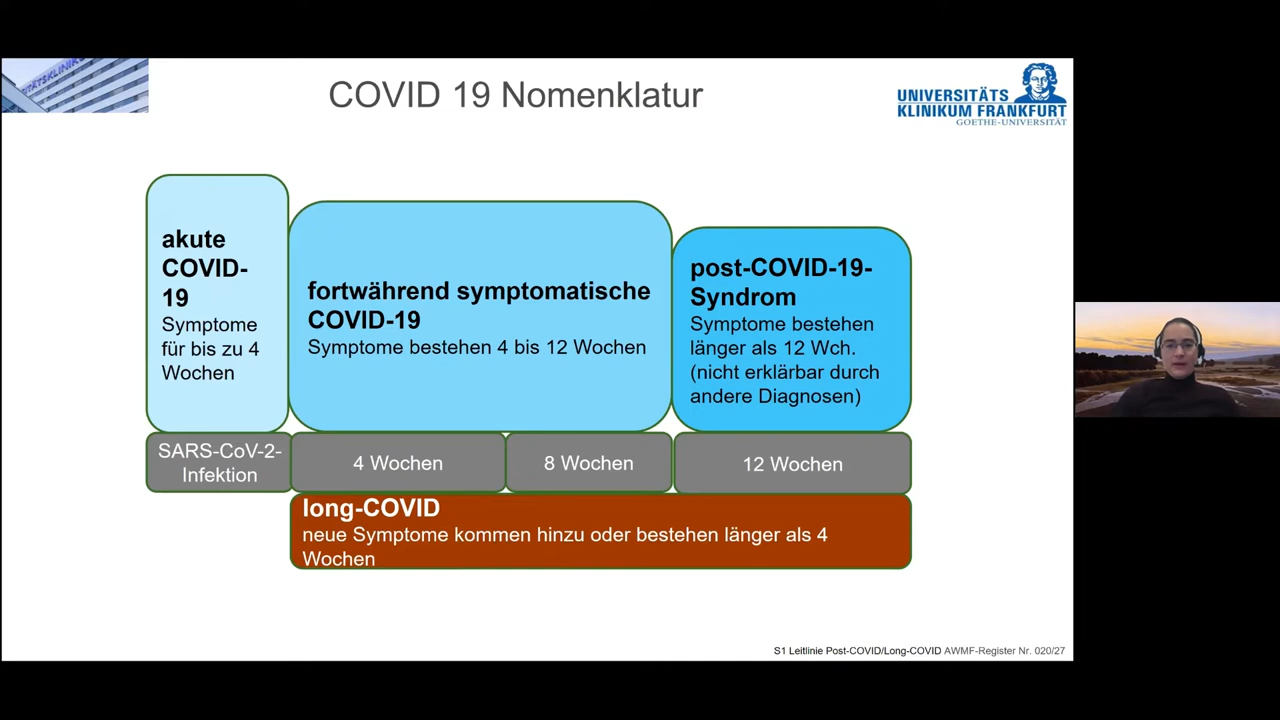 COVID 19 Nomenklatur
UNIVERSITÄTS
KLINIKUM FRANKFURT
GOETHE-UNIVERSITÄT
akute
COVID-
19
Symptome
für bis zu 4
Wochen
fortwährend symptomatische
COVID-19
Symptome bestehen 4 bis 12 Wochen
post-COVID-19-
Syndrom
Symptome bestehen
länger als 12 Wch.
(nicht erklärbar durch
andere Diagnosen)
SARS-CoV-2-
Infektion
4 Wochen
8 Wochen
12 Wochen
long-COVID
neue Symptome kommen hinzu oder bestehen länger als 4
Wochen
S1 Leitlinie Post-COVID/Long-COVID AWMF-Register Nr. 020/27